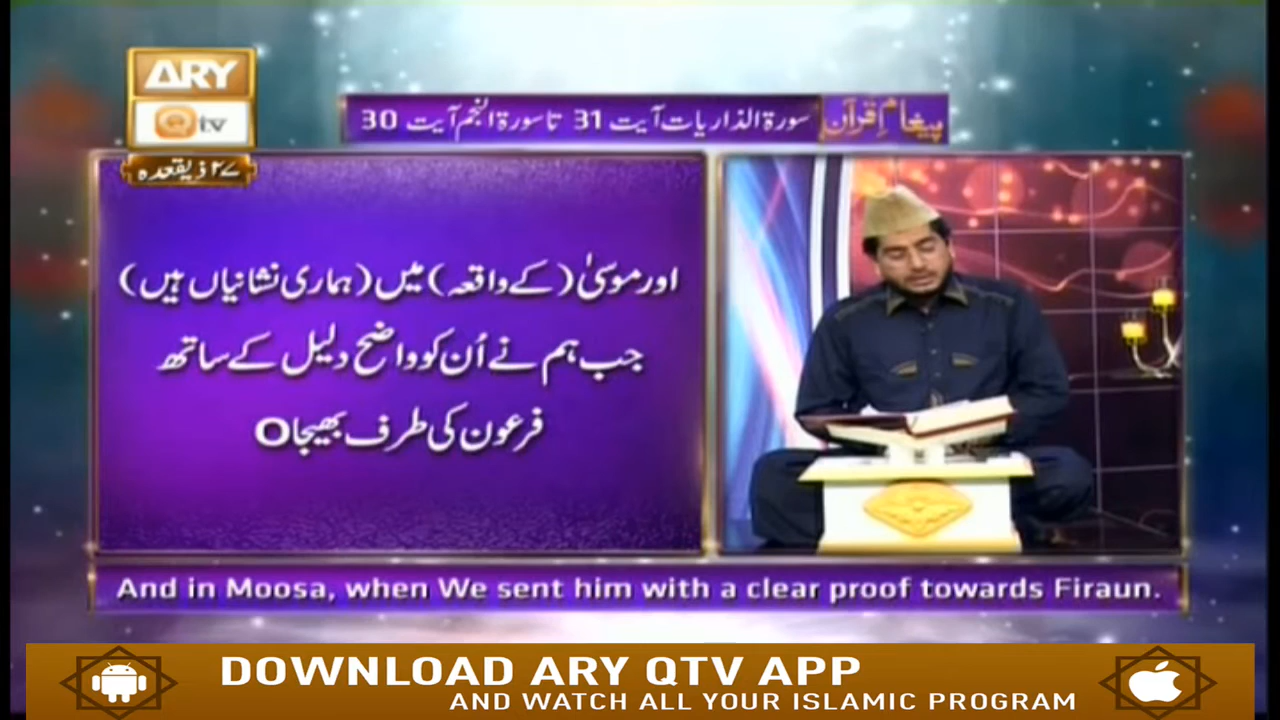 ARY
Qtv
۲۷ ذیقعدہ
پیغامِ قرآن سورۃ الذاریات آیت 31 تا سورۃ النجم آیت 30
اور موسیٰ (کے واقعہ) میں (ہماری نشانیاں ہیں)
جب ہم نے اُن کو واضح دلیل کے ساتھ
فرعون کی طرف بھیجاO
And in Moosa, when We sent him with a clear proof towards Firaun.
DOWNLOAD ARY QTV APP
AND WATCH ALL YOUR ISLAMIC PROGRAM